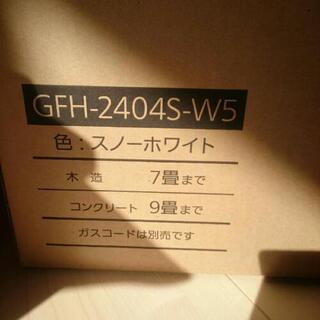 GFH-2404S-W5
色：スノーホワイト
木 造 7畳まで
コンクリート 9畳まで
ガスコードは別売です